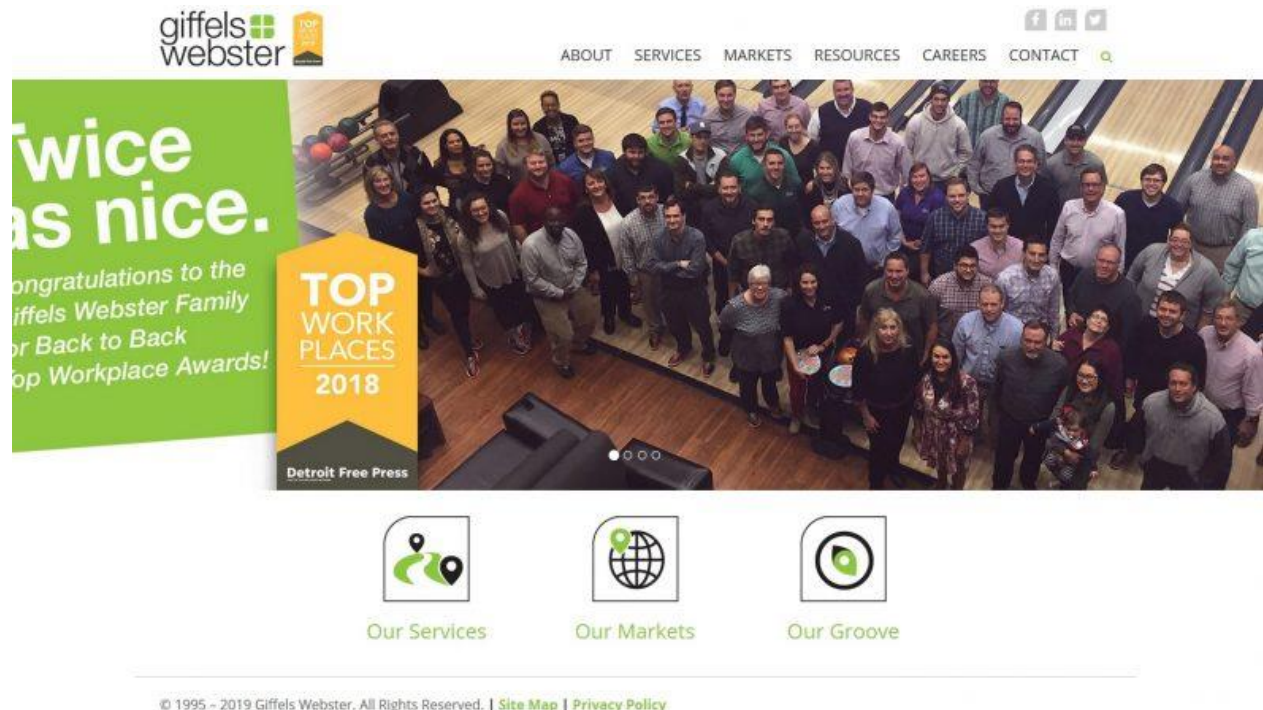 giffels
webster
TOP
ABOUT SERVICES MARKETS RESOURCES CAREERS CONTACT
wice
as nice.
ongratulations to the
iffels Webster Family
or Back to Back
op Workplace Awards!
TOP
WORK
PLACES
2018
Detroit Free Press
Our Services Our Markets Our Groove
© 1995 – 2019 Giffels Webster. All Rights Reserved. | Site Map | Privacy Policy